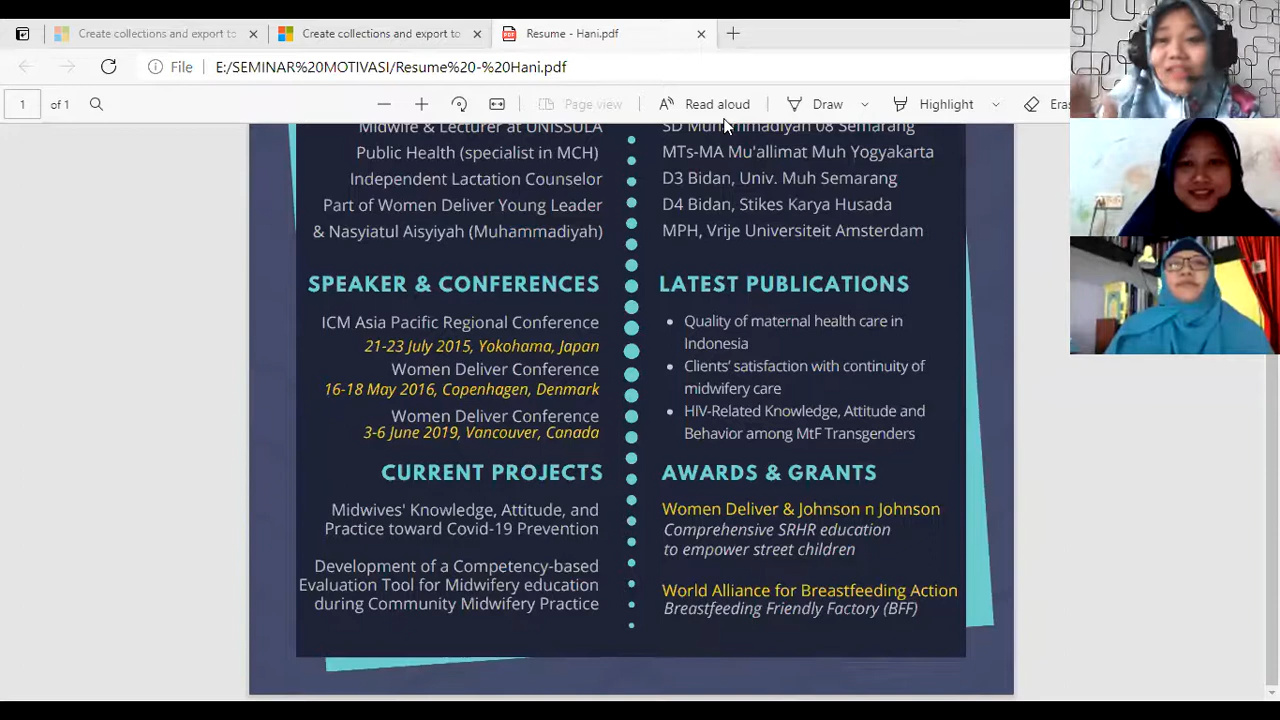 Create collections and export to
Create collections and export to
Resume - Hani.pdf
File
E:/SEMINAR%20MOTIVASI/Resume%20-%20Hani.pdf
1 of 1
Page view
Read aloud
Draw
Highlight
Eras
Midwife & Lecturer at UNISSULA
Public Health (specialist in MCH)
Independent Lactation Counselor
Part of Women Deliver Young Leader
& Nasyiatul Aisyiyah (Muhammadiyah)
SD Muhammadiyah 08 Semarang
MTs-MA Mu'allimat Muh Yogyakarta
D3 Bidan, Univ. Muh Semarang
D4 Bidan, Stikes Karya Husada
MPH, Vrije Universiteit Amsterdam
SPEAKER & CONFERENCES
ICM Asia Pacific Regional Conference
21-23 July 2015, Yokohama, Japan
Women Deliver Conference
16-18 May 2016, Copenhagen, Denmark
Women Deliver Conference
3-6 June 2019, Vancouver, Canada
LATEST PUBLICATIONS
• Quality of maternal health care in
Indonesia
• Clients' satisfaction with continuity of
midwifery care
• HIV-Related Knowledge, Attitude and
Behavior among MtF Transgenders
CURRENT PROJECTS
Midwives' Knowledge, Attitude, and
Practice toward Covid-19 Prevention
Development of a Competency-based
Evaluation Tool for Midwifery education
during Community Midwifery Practice
AWARDS & GRANTS
Women Deliver & Johnson n Johnson
Comprehensive SRHR education
to empower street children
World Alliance for Breastfeeding Action
Breastfeeding Friendly Factory (BFF)